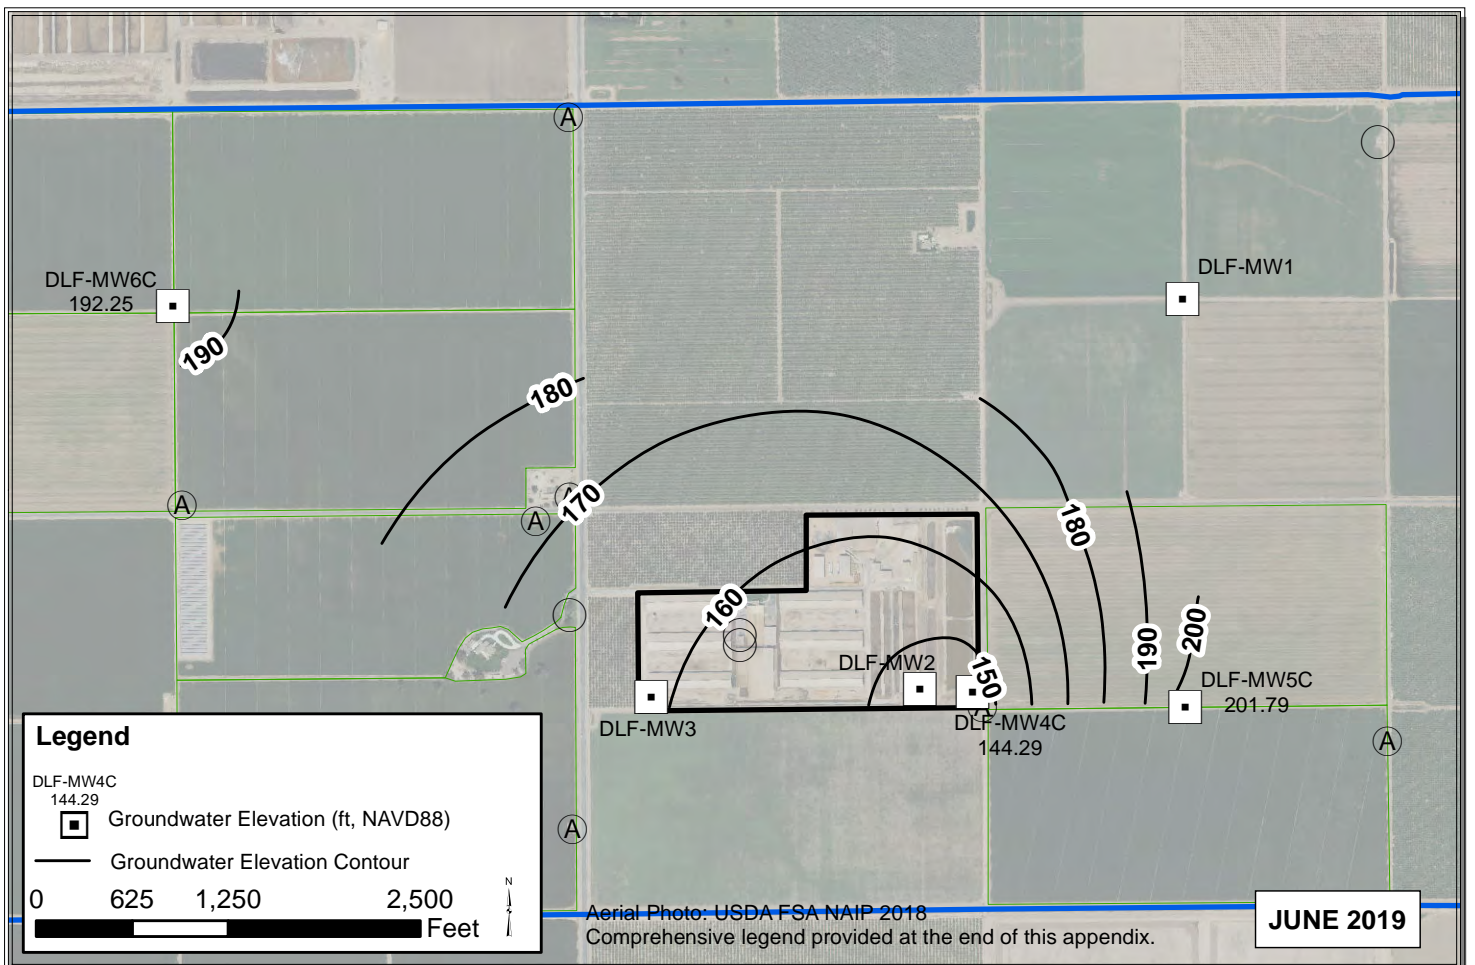 A
DLF-MW1
DLF-MW6C
192.25
190
180
170
A
A
A
180
160
190
200
150
DLF-MW2
DLF-MW3
DLF-MW4C
144.29
DLF-MW5C
201.79
A
A
A
Legend
DLF-MW4C
144.29
Groundwater Elevation (ft, NAVD88)
Groundwater Elevation Contour
0 625 1,250 2,500
Feet
N
Aerial Photo: USDA FSA NAIP 2018
Comprehensive legend provided at the end of this appendix.
JUNE 2019